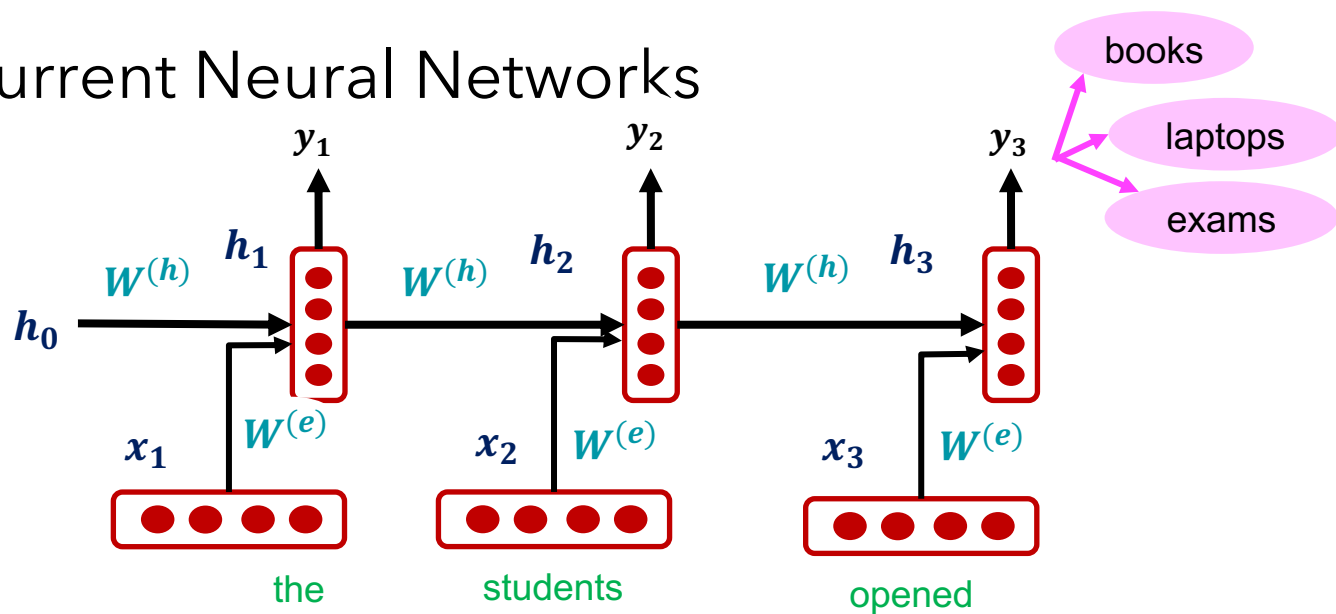 urrent Neural Networks
books
laptops
exams
y₁ y₂ y₃
h₁ h₂ h₃
W⁽ʰ⁾ W⁽ʰ⁾ W⁽ʰ⁾
h₀
W⁽ᵉ⁾ W⁽ᵉ⁾ W⁽ᵉ⁾
x₁ x₂ x₃
the students opened